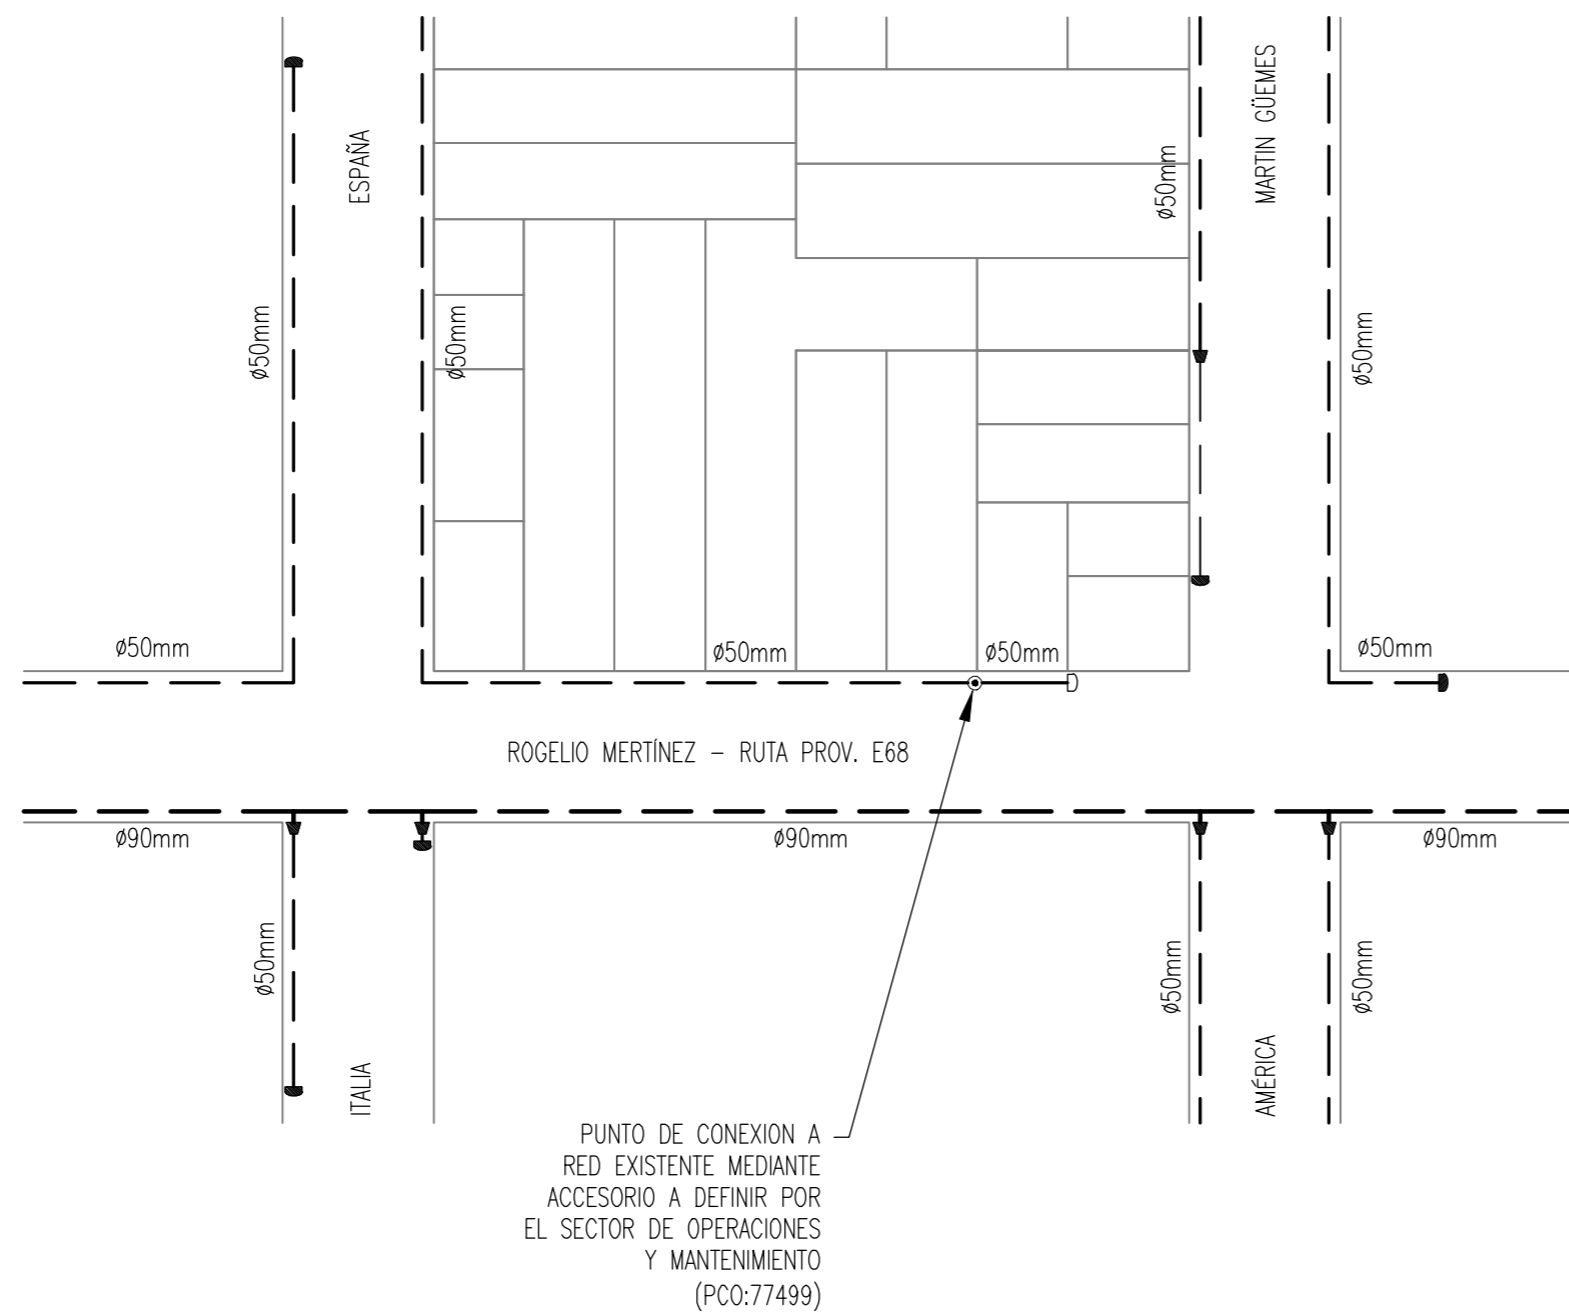 ESPAÑA
MARTIN GÜEMES
ø50mm
ø50mm
ø50mm
ø50mm
ø50mm
ø50mm
ø50mm
ø50mm
ROGELIO MERTÍNEZ - RUTA PROV. E68
ø90mm
ø90mm
ø90mm
ø50mm
ø50mm
ø50mm
ITALIA
AMÉRICA
PUNTO DE CONEXION A
RED EXISTENTE MEDIANTE
ACCESORIO A DEFINIR POR
EL SECTOR DE OPERACIONES
Y MANTENIMIENTO
(PCO:77499)